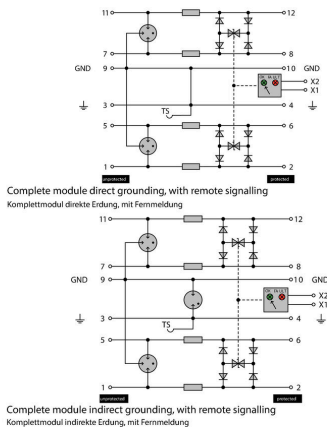 11 12
7 8
GND 9 10 GND
OK FAULT
X2
X1
3 4
TS
5 6
1 2
unprotected protected
Complete module direct grounding, with remote signalling
Komplettmodul direkte Erdung, mit Fernmeldung
11 12
7 8
GND 9 10 GND
OK FAULT
X2
X1
3 4
TS
5 6
1 2
unprotected protected
Complete module indirect grounding, with remote signalling
Komplettmodul indirekte Erdung, mit Fernmeldung